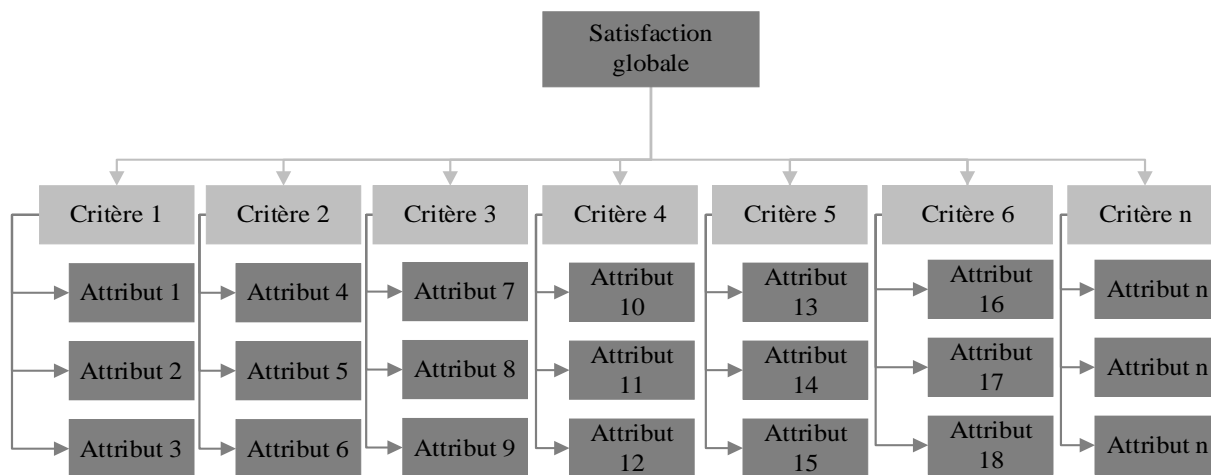 Satisfaction
globale
Critère 1
Critère 2
Critère 3
Critère 4
Critère 5
Critère 6
Critère n
Attribut 1
Attribut 2
Attribut 3
Attribut 4
Attribut 5
Attribut 6
Attribut 7
Attribut 8
Attribut 9
Attribut
10
Attribut
11
Attribut
12
Attribut
13
Attribut
14
Attribut
15
Attribut
16
Attribut
17
Attribut
18
Attribut n
Attribut n
Attribut n